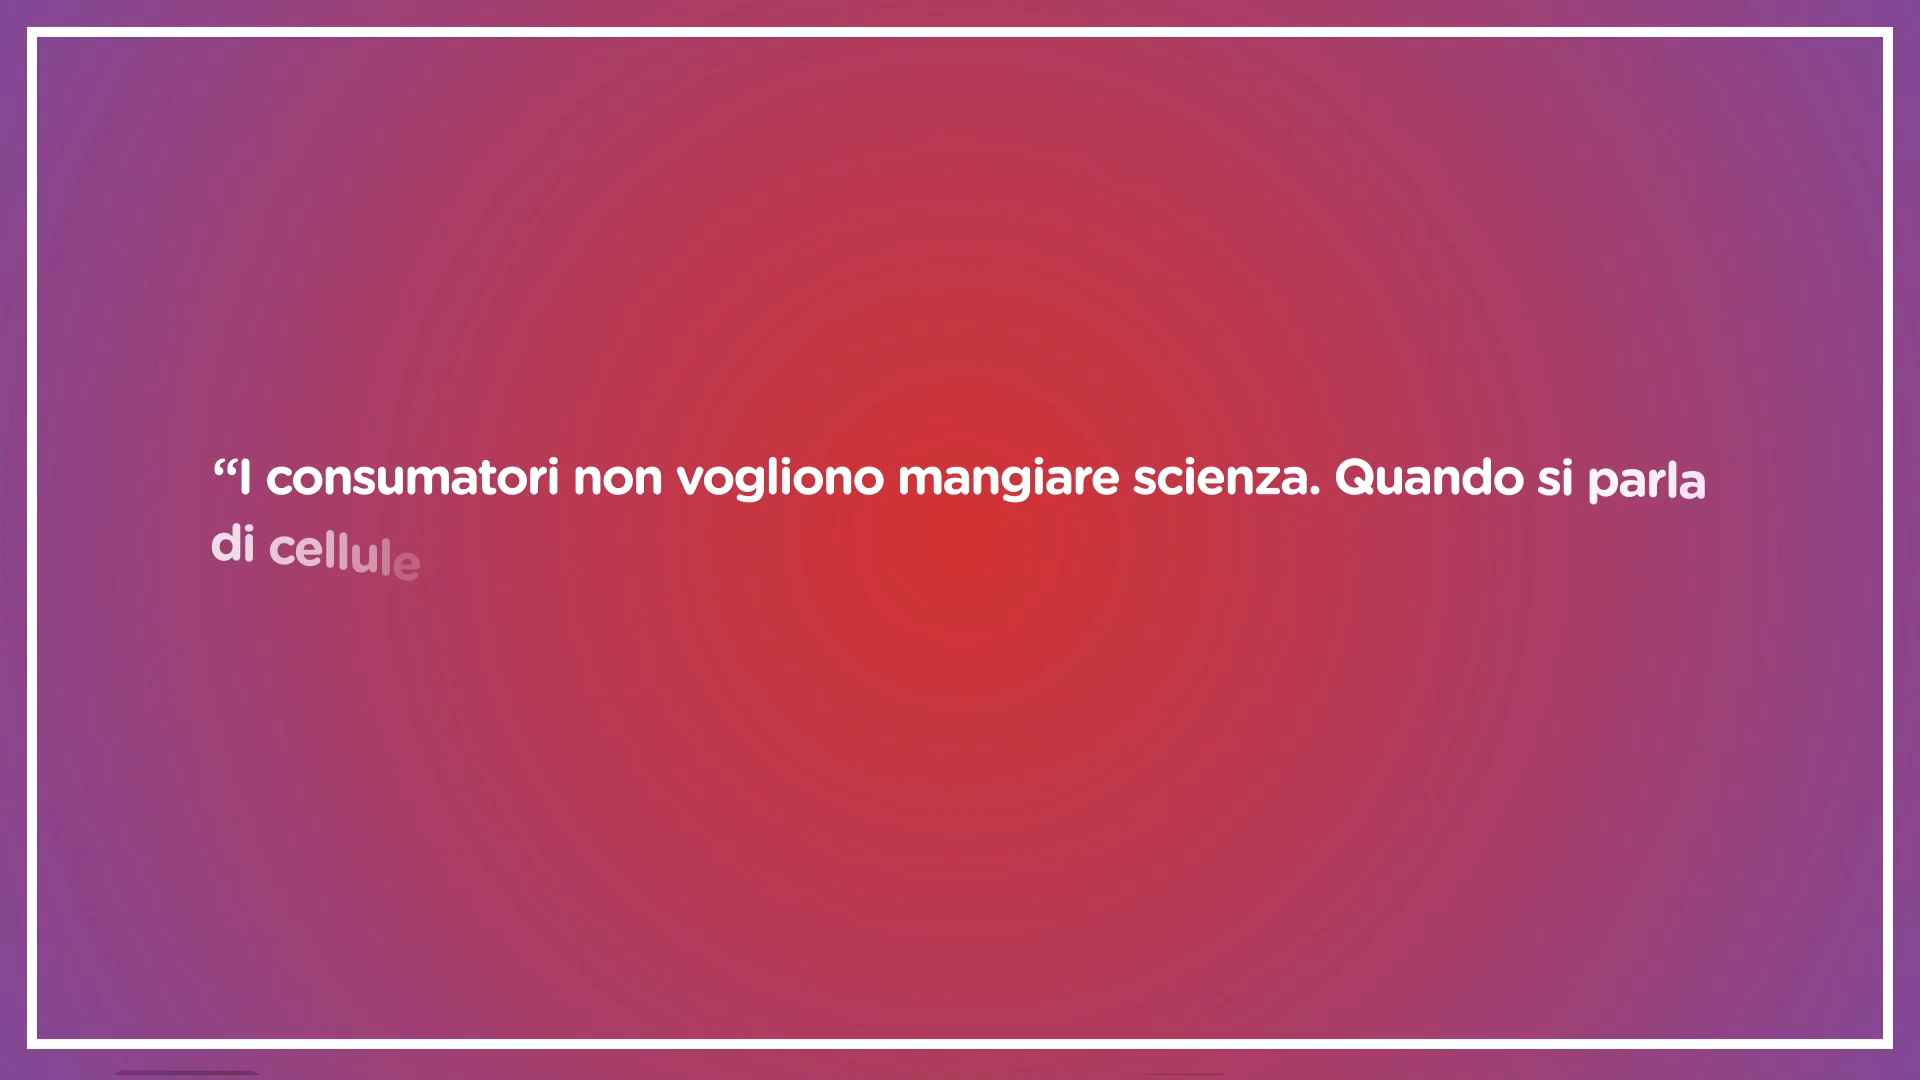 “I consumatori non vogliono mangiare scienza. Quando si parla
di cellule